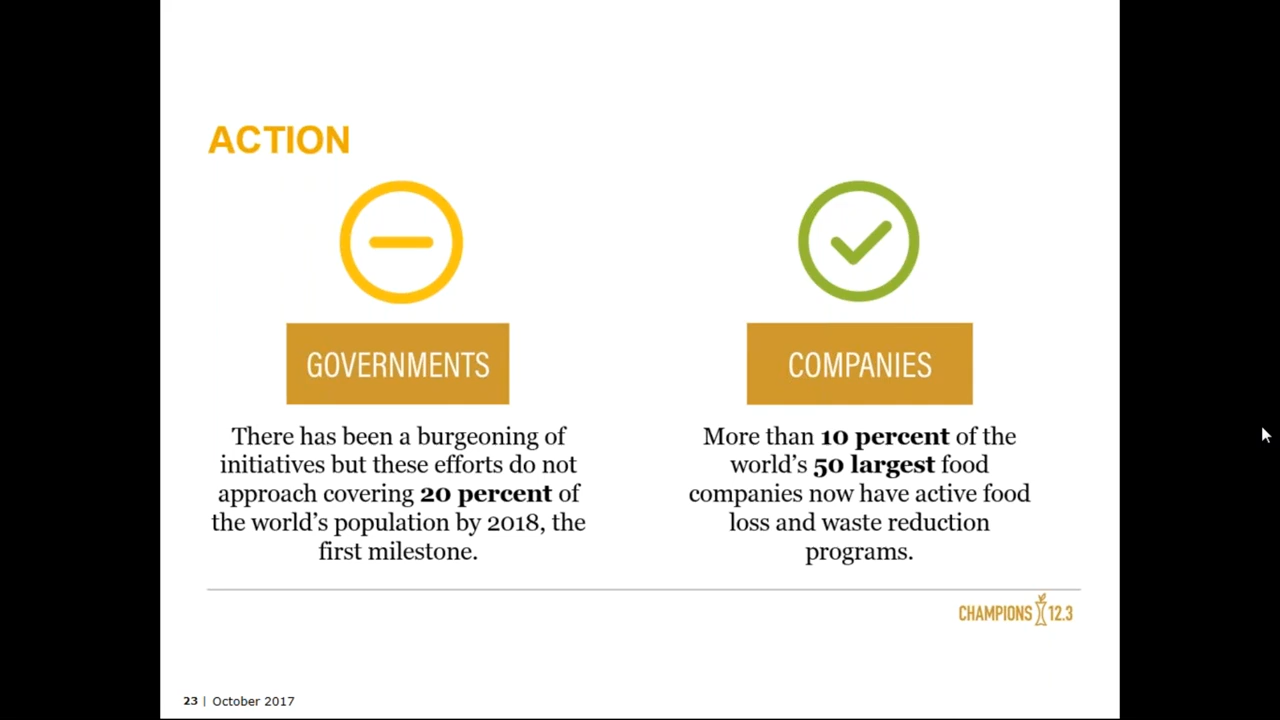 ACTION
GOVERNMENTS
There has been a burgeoning of
initiatives but these efforts do not
approach covering 20 percent of
the world’s population by 2018, the
first milestone.
COMPANIES
More than 10 percent of the
world’s 50 largest food
companies now have active food
loss and waste reduction
programs.
CHAMPIONS 12.3
23 | October 2017